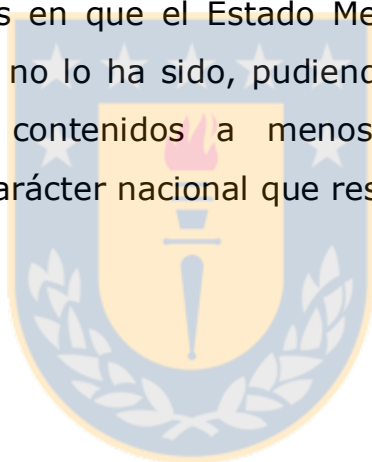 s en que el Estado Me
no lo ha sido, pudiend
contenidos a menos
arácter nacional que res